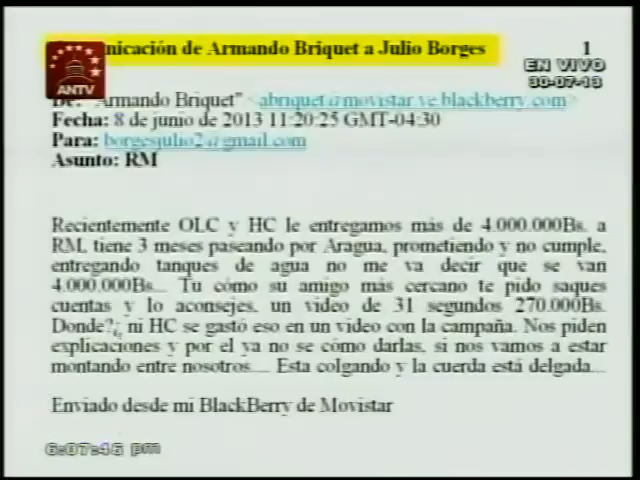 nicación de Armando Briquet a Julio Borges
1
ANTV
EN VIVO
30-07-13
De: "Armando Briquet" <abriquet@movistar.ve.blackberry.com>
Fecha: 8 de junio de 2013 11:20:25 GMT-04:30
Para: borgesjulio2@gmail.com
Asunto: RM
Recientemente OLC y HC le entregamos más de 4.000.000Bs. a
RM, tiene 3 meses paseando por Aragua, prometiendo y no cumple,
entregando tanques de agua no me va decir que se van
4.000.000Bs... Tu cómo su amigo más cercano te pido saques
cuentas y lo aconsejes, un video de 31 segundos 270.000Bs.
Donde?¿ ni HC se gastó eso en un video con la campaña. Nos piden
explicaciones y por el ya no se cómo darlas, si nos vamos a estar
montando entre nosotros.... Esta colgando y la cuerda está delgada...
Enviado desde mi BlackBerry de Movistar
6:07:46 pm